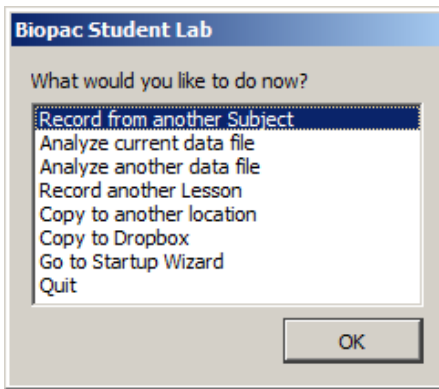 Biopac Student Lab
What would you like to do now?
Record from another Subject
Analyze current data file
Analyze another data file
Record another Lesson
Copy to another location
Copy to Dropbox
Go to Startup Wizard
Quit
OK